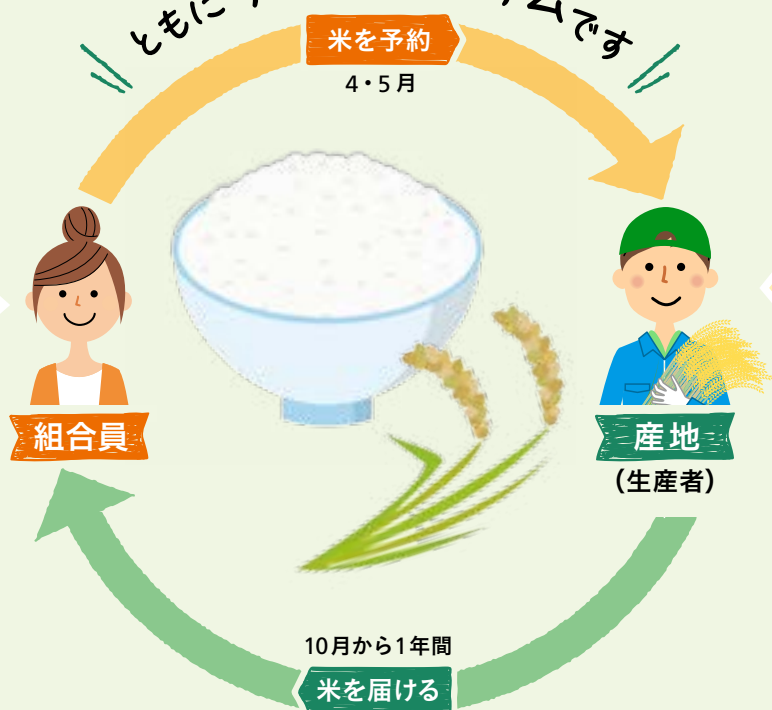 ともに
ムです
米を予約
4・5月
組合員
産地
(生産者)
10月から1年間
米を届ける